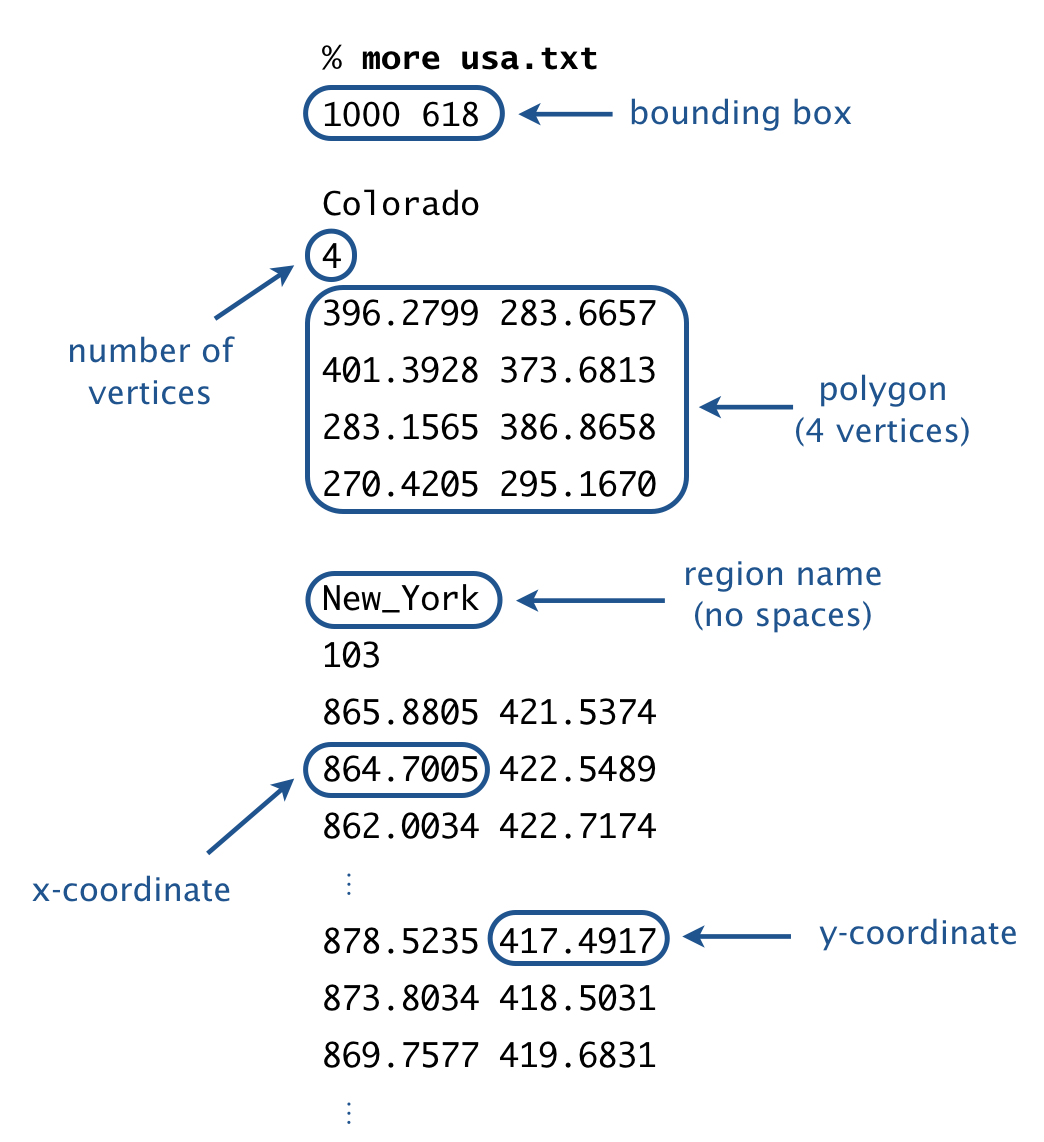 % more usa.txt
1000 618
bounding box
Colorado
4
number of
vertices
396.2799 283.6657
401.3928 373.6813
283.1565 386.8658
270.4205 295.1670
polygon
(4 vertices)
New_York
region name
(no spaces)
103
865.8805 421.5374
864.7005 422.5489
862.0034 422.7174
x-coordinate
⋮
878.5235 417.4917
y-coordinate
873.8034 418.5031
869.7577 419.6831
⋮